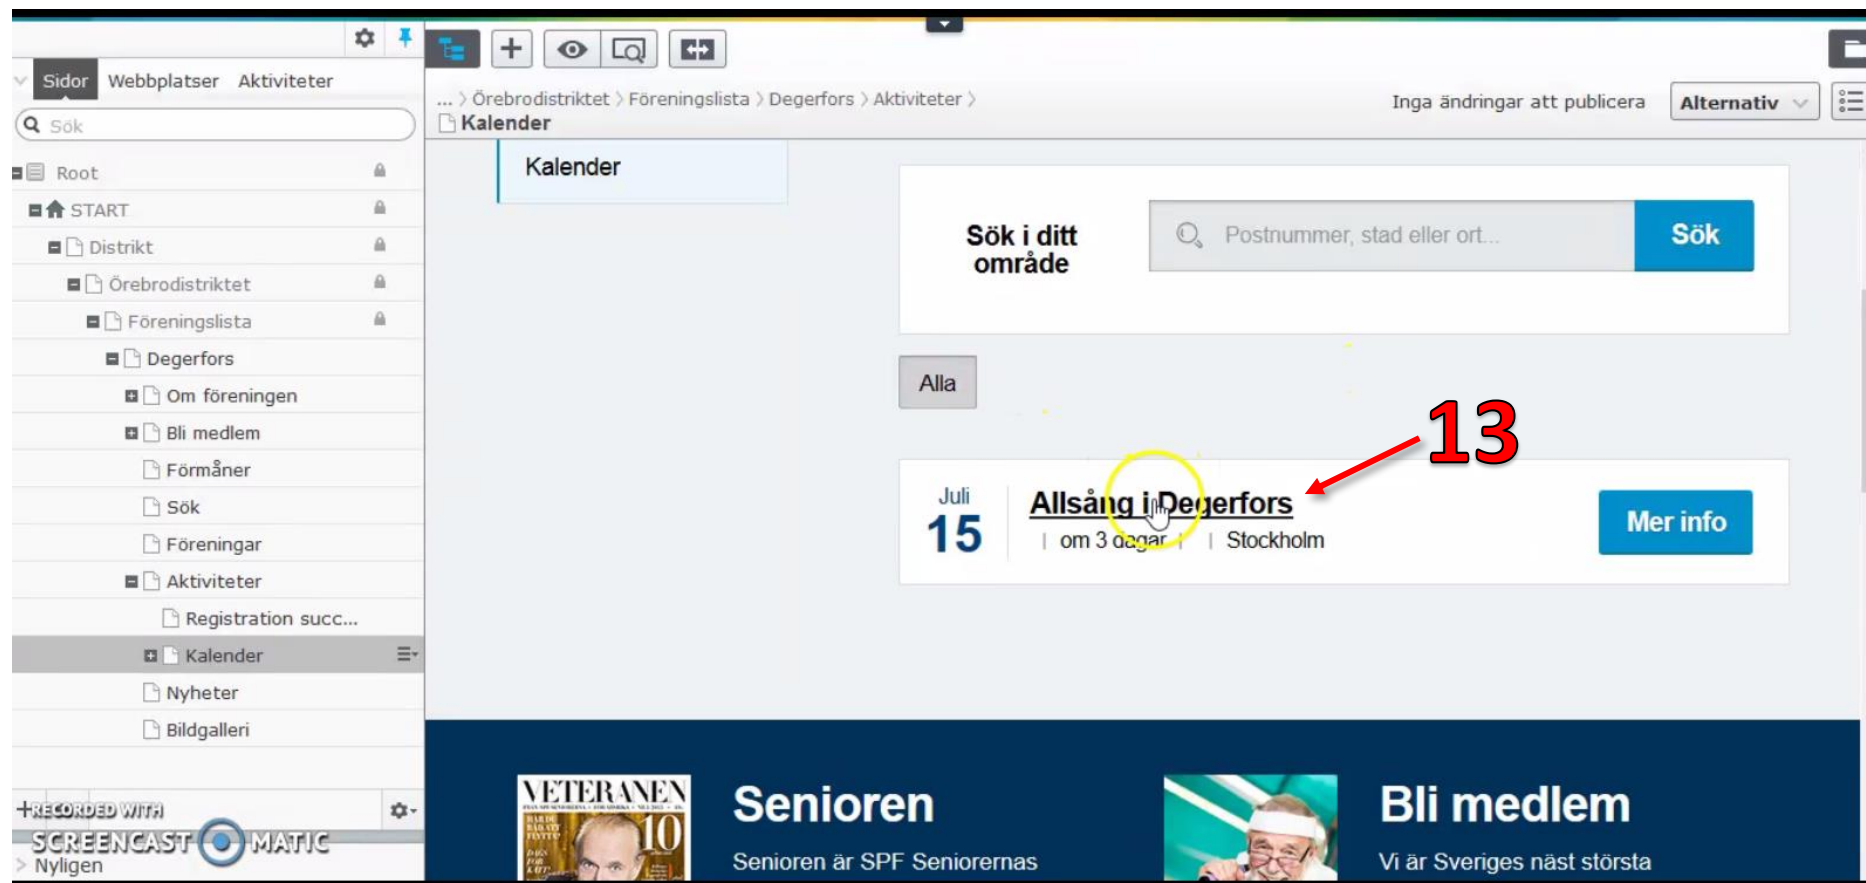 Sidor Webbplatser Aktiviteter
Sök
Root
START
Distrikt
Örebrodistriktet
Föreningslista
Degerfors
Om föreningen
Bli medlem
Förmåner
Sök
Föreningar
Aktiviteter
Registration succ...
Kalender
Nyheter
Bildgalleri
RECORDED WITH
SCREENCAST MATIC
Nyligen
... > Örebrodistriktet > Föreningslista > Degerfors > Aktiviteter >
Kalender
Inga ändringar att publicera Alternativ
Kalender
Sök i ditt
område
Postnummer, stad eller ort...
Sök
Alla
13
Juli
15
Allsång i Degerfors
| om 3 dagar | | Stockholm
Mer info
VETERANEN
10
Senioren
Senioren är SPF Seniorernas
Bli medlem
Vi är Sveriges näst största